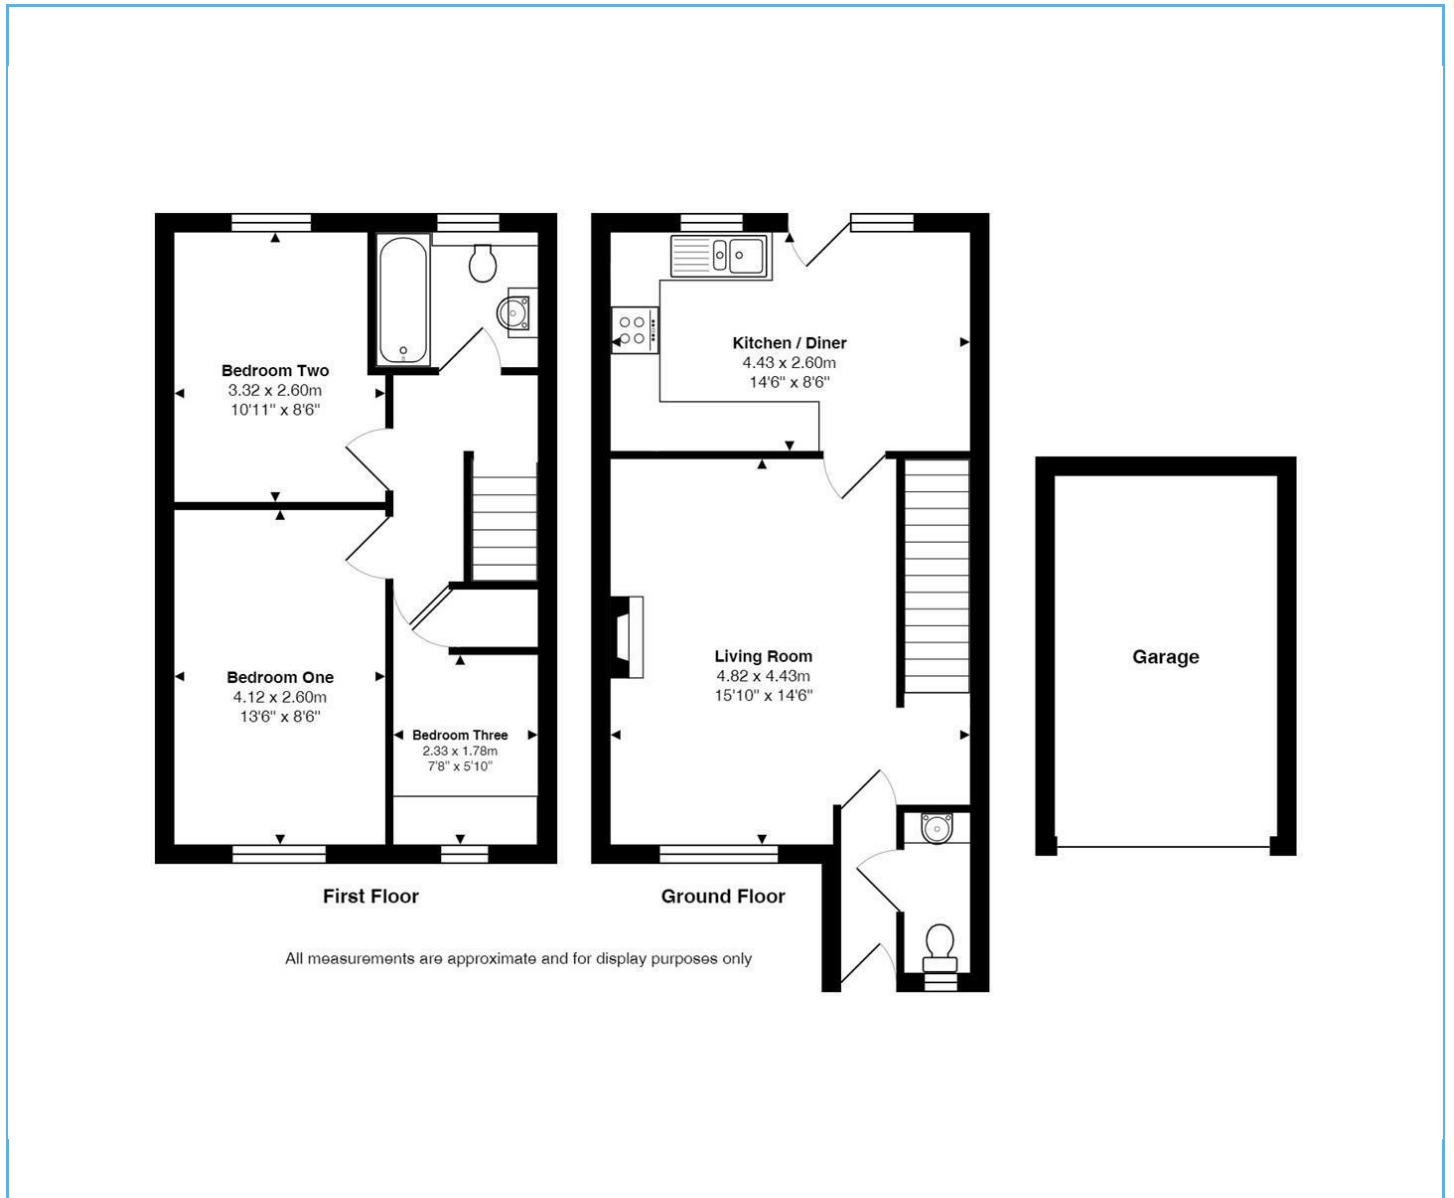 Bedroom Two
3.32 x 2.60m
10'11" x 8'6"
Bedroom One
4.12 x 2.60m
13'6" x 8'6"
Bedroom Three
2.33 x 1.78m
7'8" x 5'10"
First Floor
Kitchen / Diner
4.43 x 2.60m
14'6" x 8'6"
Living Room
4.82 x 4.43m
15'10" x 14'6"
Ground Floor
Garage
All measurements are approximate and for display purposes only